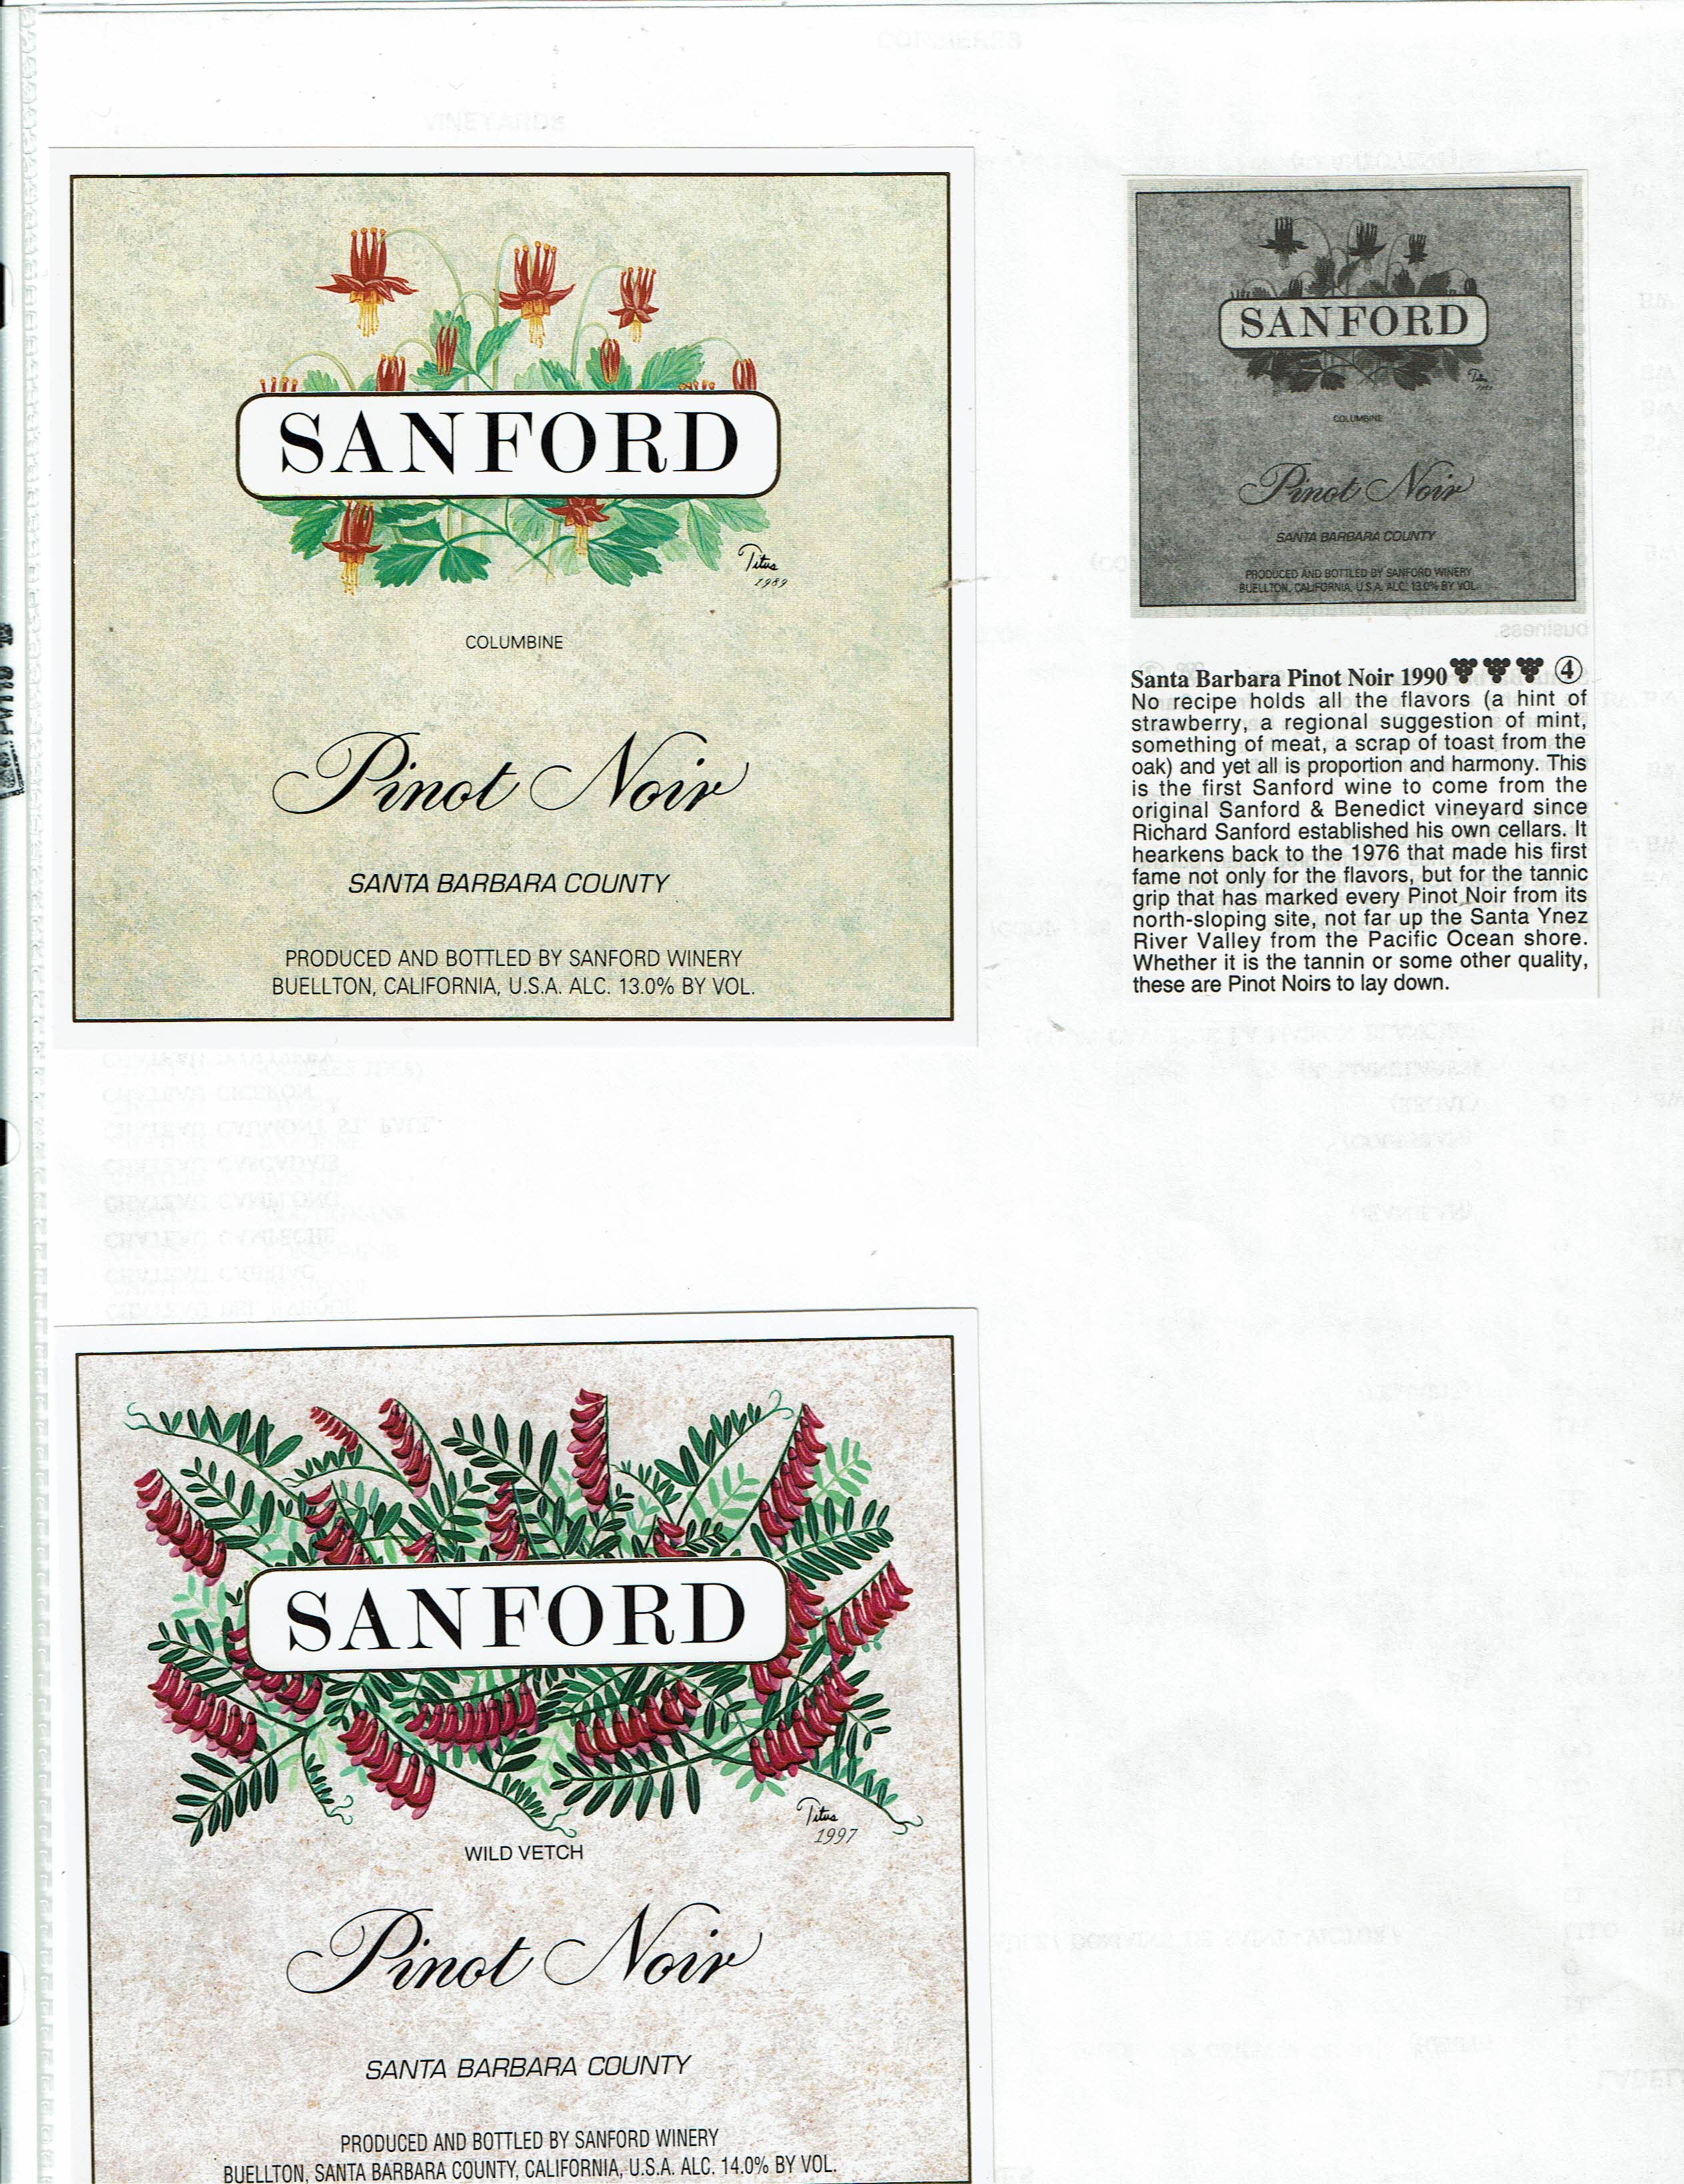 SANFORD
Titus
1989
COLUMBINE
Pinot Noir
SANTA BARBARA COUNTY
PRODUCED AND BOTTLED BY SANFORD WINERY
BUELLTON, CALIFORNIA, U.S.A. ALC. 13.0% BY VOL.
SANFORD
Titus
COLUMBINE
Pinot Noir
SANTA BARBARA COUNTY
PRODUCED AND BOTTLED BY SANFORD WINERY
BUELLTON, CALIFORNIA, U.S.A. ALC. 13.0% BY VOL.
Santa Barbara Pinot Noir 1990 ④
No recipe holds all the flavors (a hint of
strawberry, a regional suggestion of mint,
something of meat, a scrap of toast from the
oak) and yet all is proportion and harmony. This
is the first Sanford wine to come from the
original Sanford & Benedict vineyard since
Richard Sanford established his own cellars. It
hearkens back to the 1976 that made his first
fame not only for the flavors, but for the tannic
grip that has marked every Pinot Noir from its
north-sloping site, not far up the Santa Ynez
River Valley from the Pacific Ocean shore.
Whether it is the tannin or some other quality,
these are Pinot Noirs to lay down.
SANFORD
Titus
1997
WILD VETCH
Pinot Noir
SANTA BARBARA COUNTY
PRODUCED AND BOTTLED BY SANFORD WINERY
BUELLTON, SANTA BARBARA COUNTY, CALIFORNIA, U.S.A. ALC. 14.0% BY VOL.